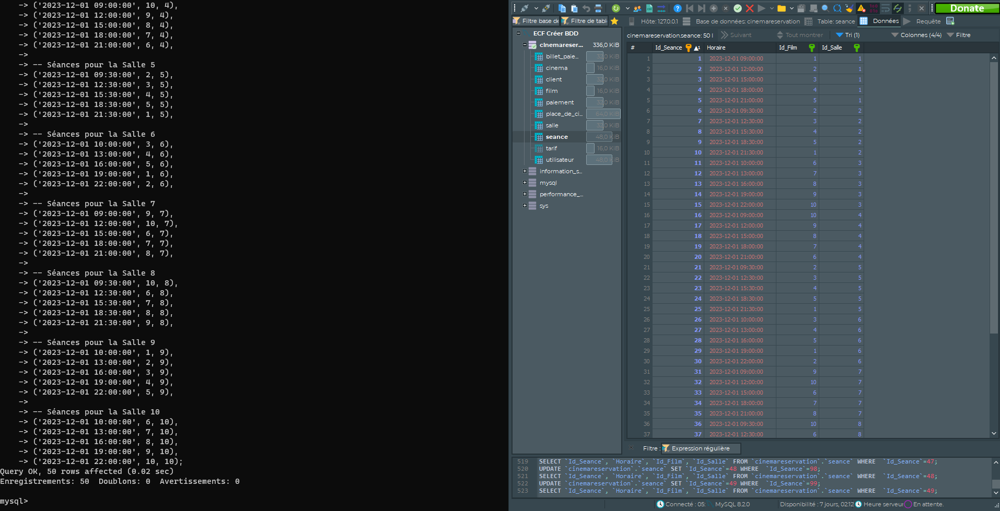 -> ('2023-12-01 09:00:00', 10, 4),
-> ('2023-12-01 12:00:00', 9, 4),
-> ('2023-12-01 15:00:00', 8, 4),
-> ('2023-12-01 18:00:00', 7, 4),
-> ('2023-12-01 21:00:00', 6, 4),
->
-> -- Séances pour la Salle 5
-> ('2023-12-01 09:30:00', 2, 5),
-> ('2023-12-01 12:30:00', 3, 5),
-> ('2023-12-01 15:30:00', 4, 5),
-> ('2023-12-01 18:30:00', 5, 5),
-> ('2023-12-01 21:30:00', 1, 5),
->
-> -- Séances pour la Salle 6
-> ('2023-12-01 10:00:00', 3, 6),
-> ('2023-12-01 13:00:00', 4, 6),
-> ('2023-12-01 16:00:00', 5, 6),
-> ('2023-12-01 19:00:00', 1, 6),
-> ('2023-12-01 22:00:00', 2, 6),
->
-> -- Séances pour la Salle 7
-> ('2023-12-01 09:00:00', 9, 7),
-> ('2023-12-01 12:00:00', 10, 7),
-> ('2023-12-01 15:00:00', 6, 7),
-> ('2023-12-01 18:00:00', 7, 7),
-> ('2023-12-01 21:00:00', 8, 7),
->
-> -- Séances pour la Salle 8
-> ('2023-12-01 09:30:00', 10, 8),
-> ('2023-12-01 12:30:00', 6, 8),
-> ('2023-12-01 15:30:00', 7, 8),
-> ('2023-12-01 18:30:00', 8, 8),
-> ('2023-12-01 21:30:00', 9, 8),
->
-> -- Séances pour la Salle 9
-> ('2023-12-01 10:00:00', 1, 9),
-> ('2023-12-01 13:00:00', 2, 9),
-> ('2023-12-01 16:00:00', 3, 9),
-> ('2023-12-01 19:00:00', 4, 9),
-> ('2023-12-01 22:00:00', 5, 9),
->
-> -- Séances pour la Salle 10
-> ('2023-12-01 10:00:00', 6, 10),
-> ('2023-12-01 13:00:00', 7, 10),
-> ('2023-12-01 16:00:00', 8, 10),
-> ('2023-12-01 19:00:00', 9, 10),
-> ('2023-12-01 22:00:00', 10, 10);
Query OK, 50 rows affected (0.02 sec)
Enregistrements: 50  Doublons: 0  Avertissements: 0
mysql>
Donate
Filtre base de
Filtre de tabl
Hôte: 127.0.0.1 Base de données: cinemareservation Table: seance Données Requête
ECF Créer BDD
cinemareser... 336,0 KiB
billet_paie... 32,0 KiB
cinema 16,0 KiB
client 32,0 KiB
film 16,0 KiB
paiement 32,0 KiB
place_de_ci... 64,0 KiB
salle 32,0 KiB
seance 48,0 KiB
tarif 16,0 KiB
utilisateur 48,0 KiB
information_s...
mysql
performance_...
sys
cinemareservation.seance: 50 l Suivant Tout montrer Tri (1) Colonnes (4/4) Filtre
# Id_Seance 1 Horaire Id_Film Id_Salle
1 1 2023-12-01 09:00:00 1 1
2 2 2023-12-01 12:00:00 2 1
3 3 2023-12-01 15:00:00 3 1
4 4 2023-12-01 18:00:00 4 1
5 5 2023-12-01 21:00:00 5 1
6 6 2023-12-01 09:30:00 2 2
7 7 2023-12-01 12:30:00 3 2
8 8 2023-12-01 15:30:00 4 2
9 9 2023-12-01 18:30:00 5 2
10 10 2023-12-01 21:30:00 1 2
11 11 2023-12-01 10:00:00 6 3
12 12 2023-12-01 13:00:00 7 3
13 13 2023-12-01 16:00:00 8 3
14 14 2023-12-01 19:00:00 9 3
15 15 2023-12-01 22:00:00 10 3
16 16 2023-12-01 09:00:00 10 4
17 17 2023-12-01 12:00:00 9 4
18 18 2023-12-01 15:00:00 8 4
19 19 2023-12-01 18:00:00 7 4
20 20 2023-12-01 21:00:00 6 4
21 21 2023-12-01 09:30:00 2 5
22 22 2023-12-01 12:30:00 3 5
23 23 2023-12-01 15:30:00 4 5
24 24 2023-12-01 18:30:00 5 5
25 25 2023-12-01 21:30:00 1 5
26 26 2023-12-01 10:00:00 3 6
27 27 2023-12-01 13:00:00 4 6
28 28 2023-12-01 16:00:00 5 6
29 29 2023-12-01 19:00:00 1 6
30 30 2023-12-01 22:00:00 2 6
31 31 2023-12-01 09:00:00 9 7
32 32 2023-12-01 12:00:00 10 7
33 33 2023-12-01 15:00:00 6 7
34 34 2023-12-01 18:00:00 7 7
35 35 2023-12-01 21:00:00 8 7
36 36 2023-12-01 09:30:00 10 8
37 37 2023-12-01 12:30:00 6 8
Filtre : Expression régulière
519 SELECT `Id_Seance`, `Horaire`, `Id_Film`, `Id_Salle` FROM `cinemareservation`.`seance` WHERE  `Id_Seance`=47;
520 UPDATE `cinemareservation`.`seance` SET `Id_Seance`=48 WHERE  `Id_Seance`=98;
521 SELECT `Id_Seance`, `Horaire`, `Id_Film`, `Id_Salle` FROM `cinemareservation`.`seance` WHERE  `Id_Seance`=48;
522 UPDATE `cinemareservation`.`seance` SET `Id_Seance`=49 WHERE  `Id_Seance`=99;
523 SELECT `Id_Seance`, `Horaire`, `Id_Film`, `Id_Salle` FROM `cinemareservation`.`seance` WHERE  `Id_Seance`=49;
Connecté : 05: MySQL 8.2.0 Disponibilité : 7 jours, 02:12 Heure serveur En attente.